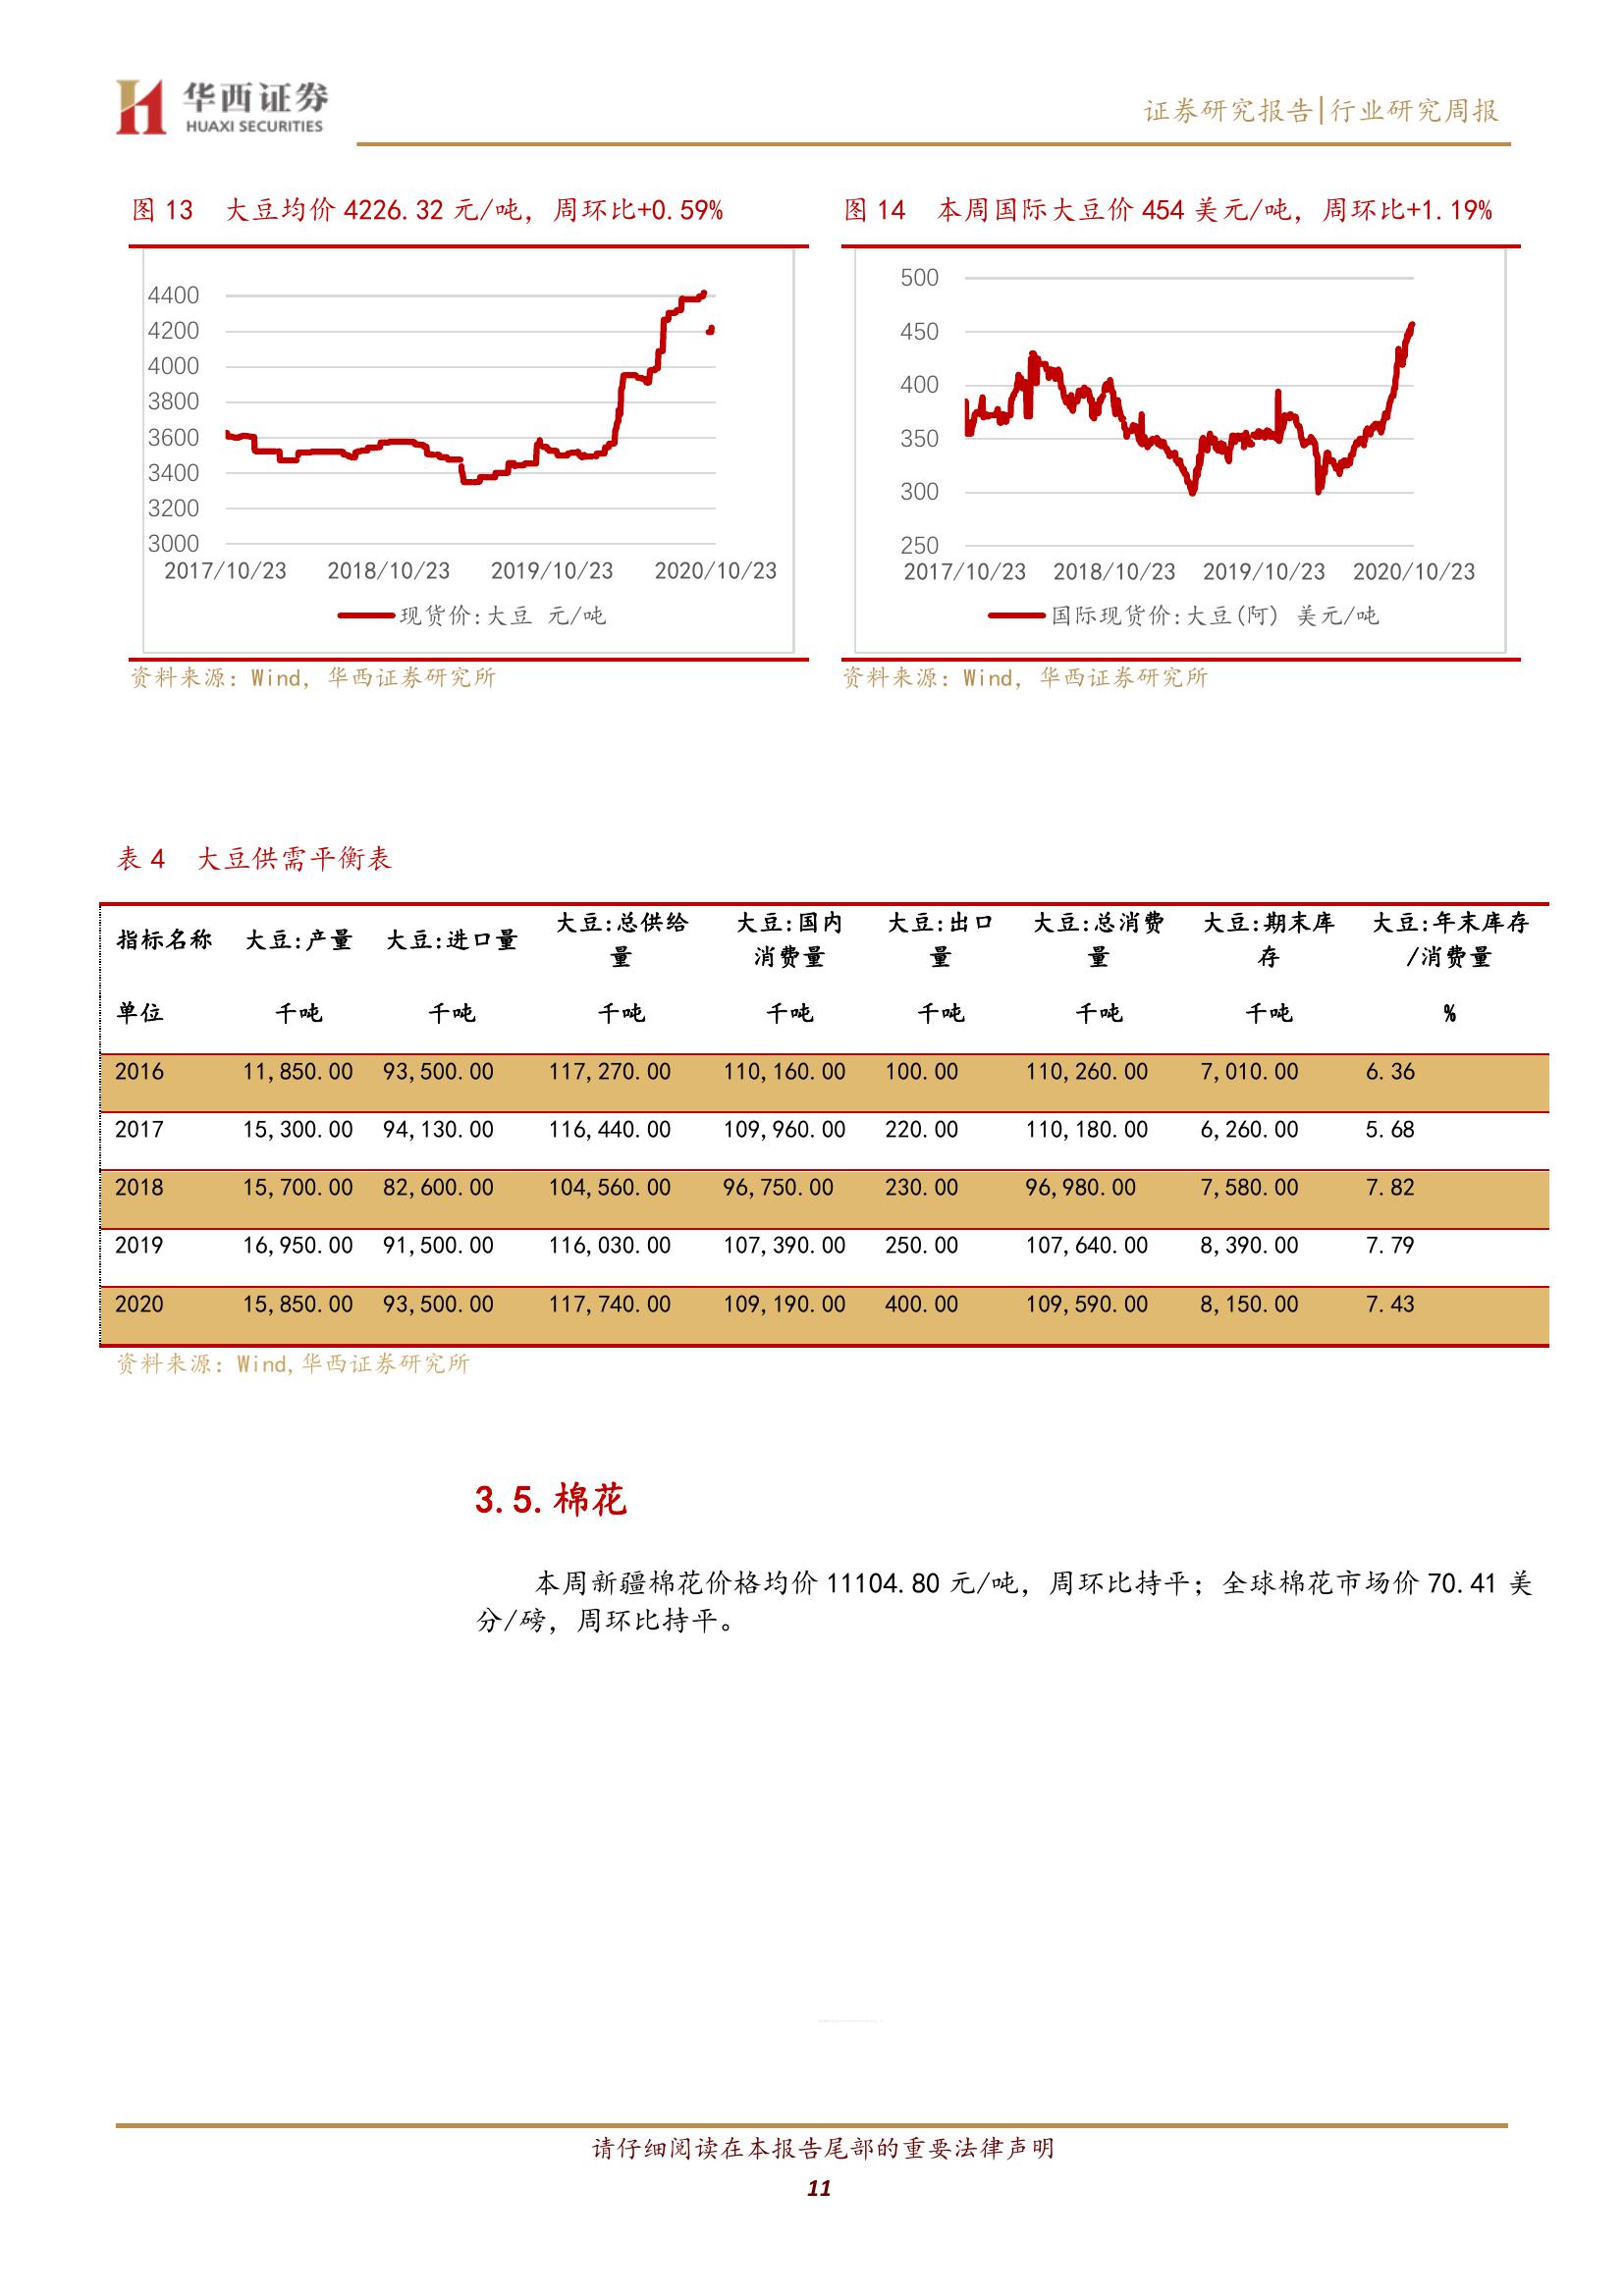 华西证券
HUAXI SECURITIES
证券研究报告|行业研究周报
图 13 大豆均价 4226.32 元/吨，周环比+0.59%
4400
4200
4000
3800
3600
3400
3200
3000
2017/10/23 2018/10/23 2019/10/23 2020/10/23
现货价:大豆 元/吨
资料来源：Wind，华西证券研究所
图 14 本周国际大豆价 454 美元/吨，周环比+1.19%
500
450
400
350
300
250
2017/10/23 2018/10/23 2019/10/23 2020/10/23
国际现货价:大豆(阿) 美元/吨
资料来源：Wind，华西证券研究所
表 4 大豆供需平衡表
指标名称 大豆:产量 大豆:进口量 大豆:总供给量 大豆:国内消费量 大豆:出口量 大豆:总消费量 大豆:期末库存 大豆:年末库存/消费量
单位 千吨 千吨 千吨 千吨 千吨 千吨 千吨 %
2016 11,850.00 93,500.00 117,270.00 110,160.00 100.00 110,260.00 7,010.00 6.36
2017 15,300.00 94,130.00 116,440.00 109,960.00 220.00 110,180.00 6,260.00 5.68
2018 15,700.00 82,600.00 104,560.00 96,750.00 230.00 96,980.00 7,580.00 7.82
2019 16,950.00 91,500.00 116,030.00 107,390.00 250.00 107,640.00 8,390.00 7.79
2020 15,850.00 93,500.00 117,740.00 109,190.00 400.00 109,590.00 8,150.00 7.43
资料来源：Wind,华西证券研究所
3.5.棉花
本周新疆棉花价格均价 11104.80 元/吨，周环比持平；全球棉花市场价 70.41 美
分/磅，周环比持平。
请仔细阅读在本报告尾部的重要法律声明
11